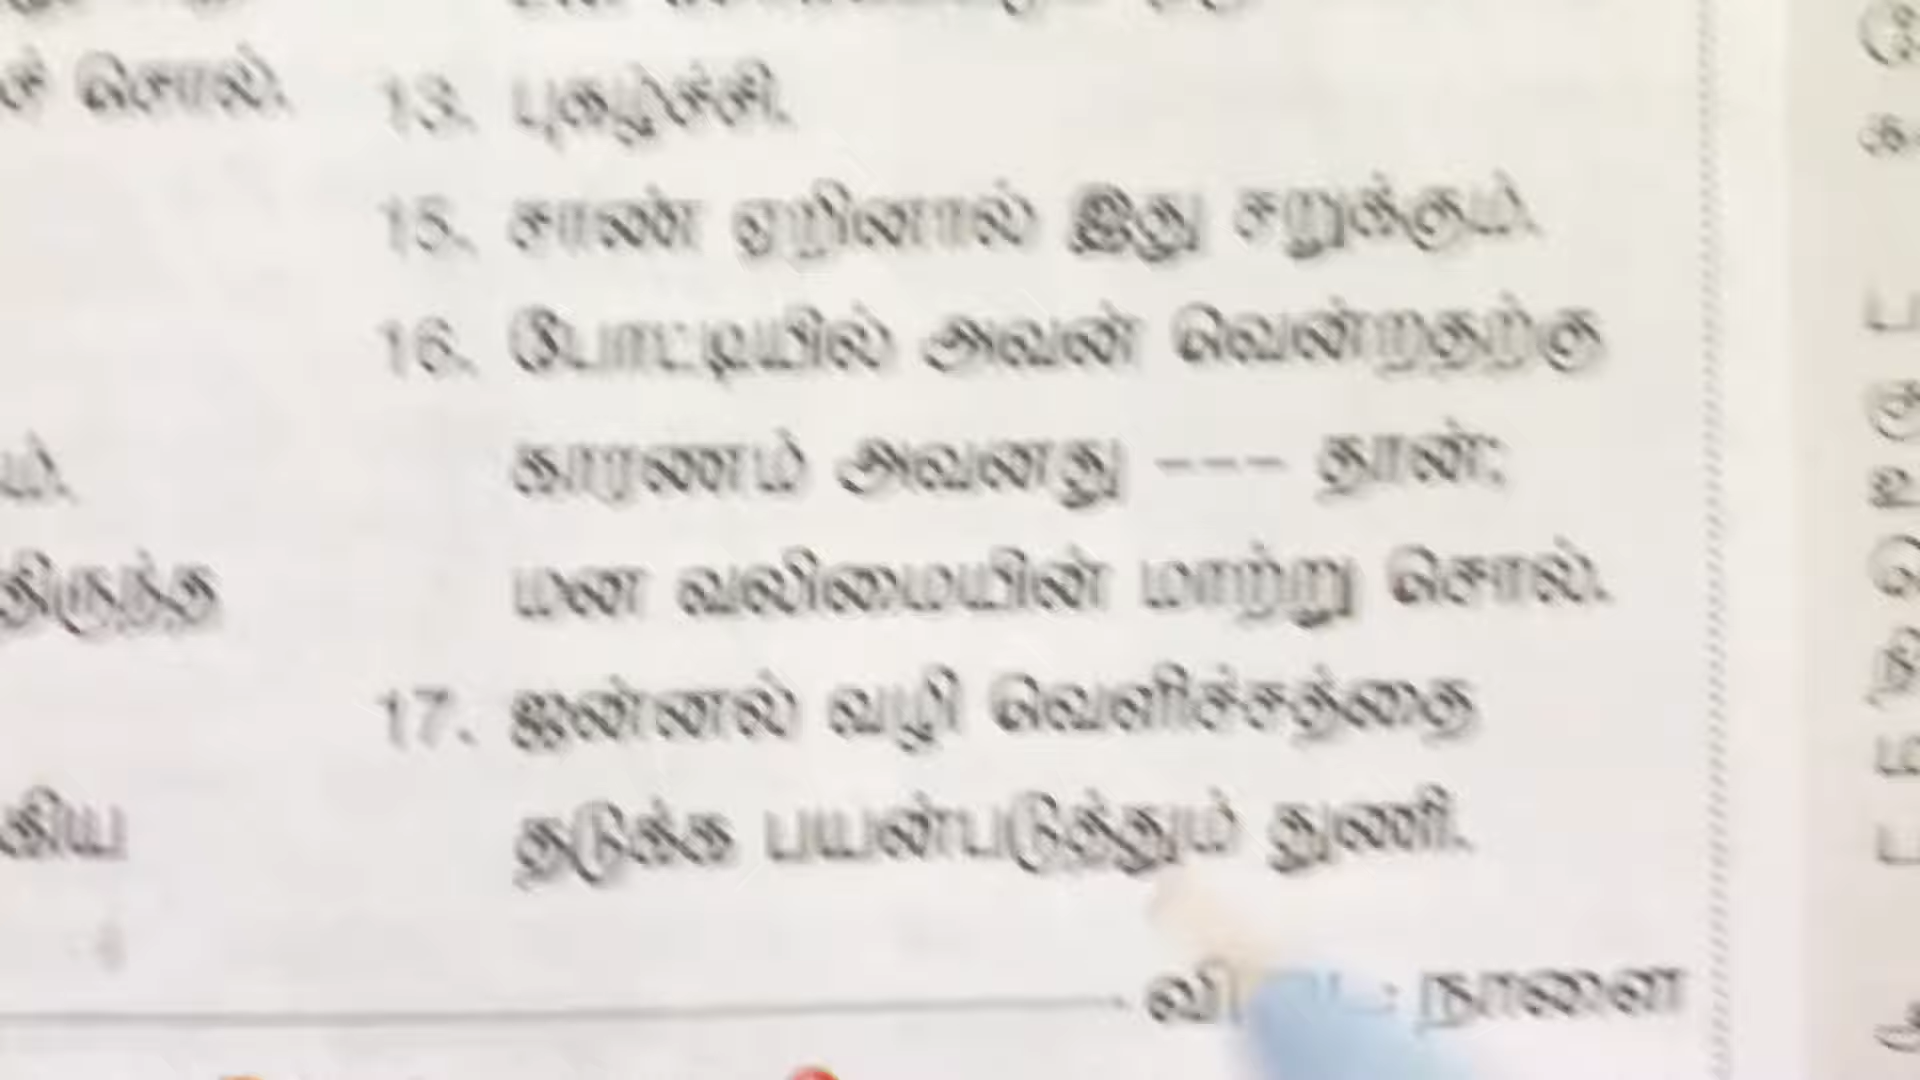 சொல்.
13. புகழ்ச்சி.
15. சாண் ஏறினால் இது சறுக்கும்.
16. போட்டியில் அவன் வென்றதற்கு
காரணம் அவனது --- தான்;
மன வலிமையின் மாற்று சொல்.
17. ஜன்னல் வழி வெளிச்சத்தை
தடுக்க பயன்படுத்தும் துணி.
நாளை